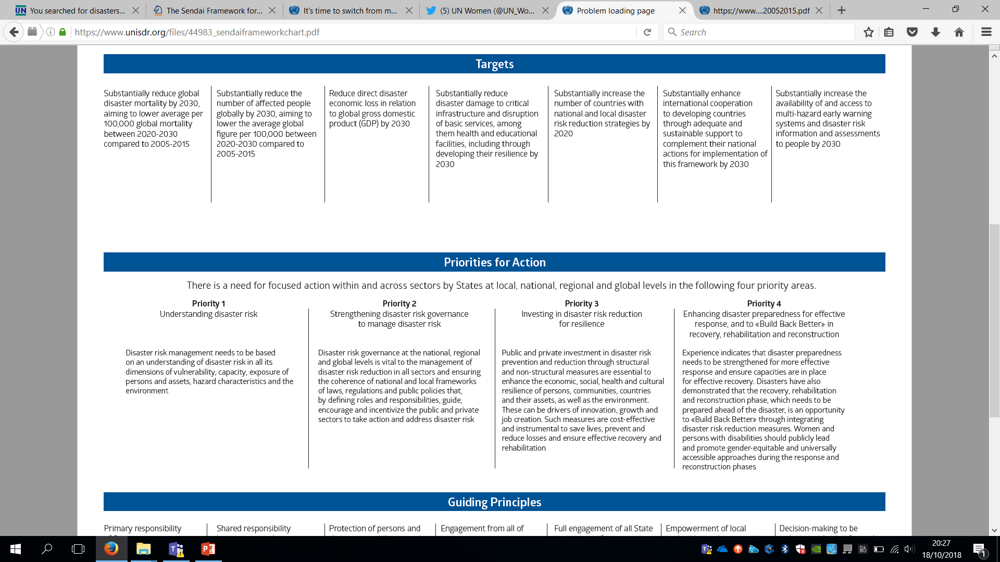 You searched for disasters...
The Sendai Framework for...
It's time to switch from m...
(5) UN Women (@UN_Wo...
Problem loading page
https://www....20052015.pdf
https://www.unisdr.org/files/44983_sendaiframeworkchart.pdf
Search
Targets
Substantially reduce global
disaster mortality by 2030,
aiming to lower average per
100,000 global mortality
between 2020-2030
compared to 2005-2015
Substantially reduce the
number of affected people
globally by 2030, aiming to
lower the average global
figure per 100,000 between
2020-2030 compared to
2005-2015
Reduce direct disaster
economic loss in relation
to global gross domestic
product (GDP) by 2030
Substantially reduce
disaster damage to critical
infrastructure and disruption
of basic services, among
them health and educational
facilities, including through
developing their resilience by
2030
Substantially increase the
number of countries with
national and local disaster
risk reduction strategies by
2020
Substantially enhance
international cooperation
to developing countries
through adequate and
sustainable support to
complement their national
actions for implementation of
this framework by 2030
Substantially increase the
availability of and access to
multi-hazard early warning
systems and disaster risk
information and assessments
to people by 2030
Priorities for Action
There is a need for focused action within and across sectors by States at local, national, regional and global levels in the following four priority areas.
Priority 1
Understanding disaster risk
Disaster risk management needs to be based
on an understanding of disaster risk in all its
dimensions of vulnerability, capacity, exposure of
persons and assets, hazard characteristics and the
environment
Priority 2
Strengthening disaster risk governance
to manage disaster risk
Disaster risk governance at the national, regional
and global levels is vital to the management of
disaster risk reduction in all sectors and ensuring
the coherence of national and local frameworks
of laws, regulations and public policies that,
by defining roles and responsibilities, guide,
encourage and incentivize the public and private
sectors to take action and address disaster risk
Priority 3
Investing in disaster risk reduction
for resilience
Public and private investment in disaster risk
prevention and reduction through structural
and non-structural measures are essential to
enhance the economic, social, health and cultural
resilience of persons, communities, countries
and their assets, as well as the environment.
These can be drivers of innovation, growth and
job creation. Such measures are cost-effective
and instrumental to save lives, prevent and
reduce losses and ensure effective recovery and
rehabilitation
Priority 4
Enhancing disaster preparedness for effective
response, and to «Build Back Better» in
recovery, rehabilitation and reconstruction
Experience indicates that disaster preparedness
needs to be strengthened for more effective
response and ensure capacities are in place
for effective recovery. Disasters have also
demonstrated that the recovery, rehabilitation
and reconstruction phase, which needs to be
prepared ahead of the disaster, is an opportunity
to «Build Back Better» through integrating
disaster risk reduction measures. Women and
persons with disabilities should publicly lead
and promote gender-equitable and universally
accessible approaches during the response and
reconstruction phases
Guiding Principles
Primary responsibility
Shared responsibility
Protection of persons and
Engagement from all of
Full engagement of all State
Empowerment of local
Decision-making to be
20:27
18/10/2018
1